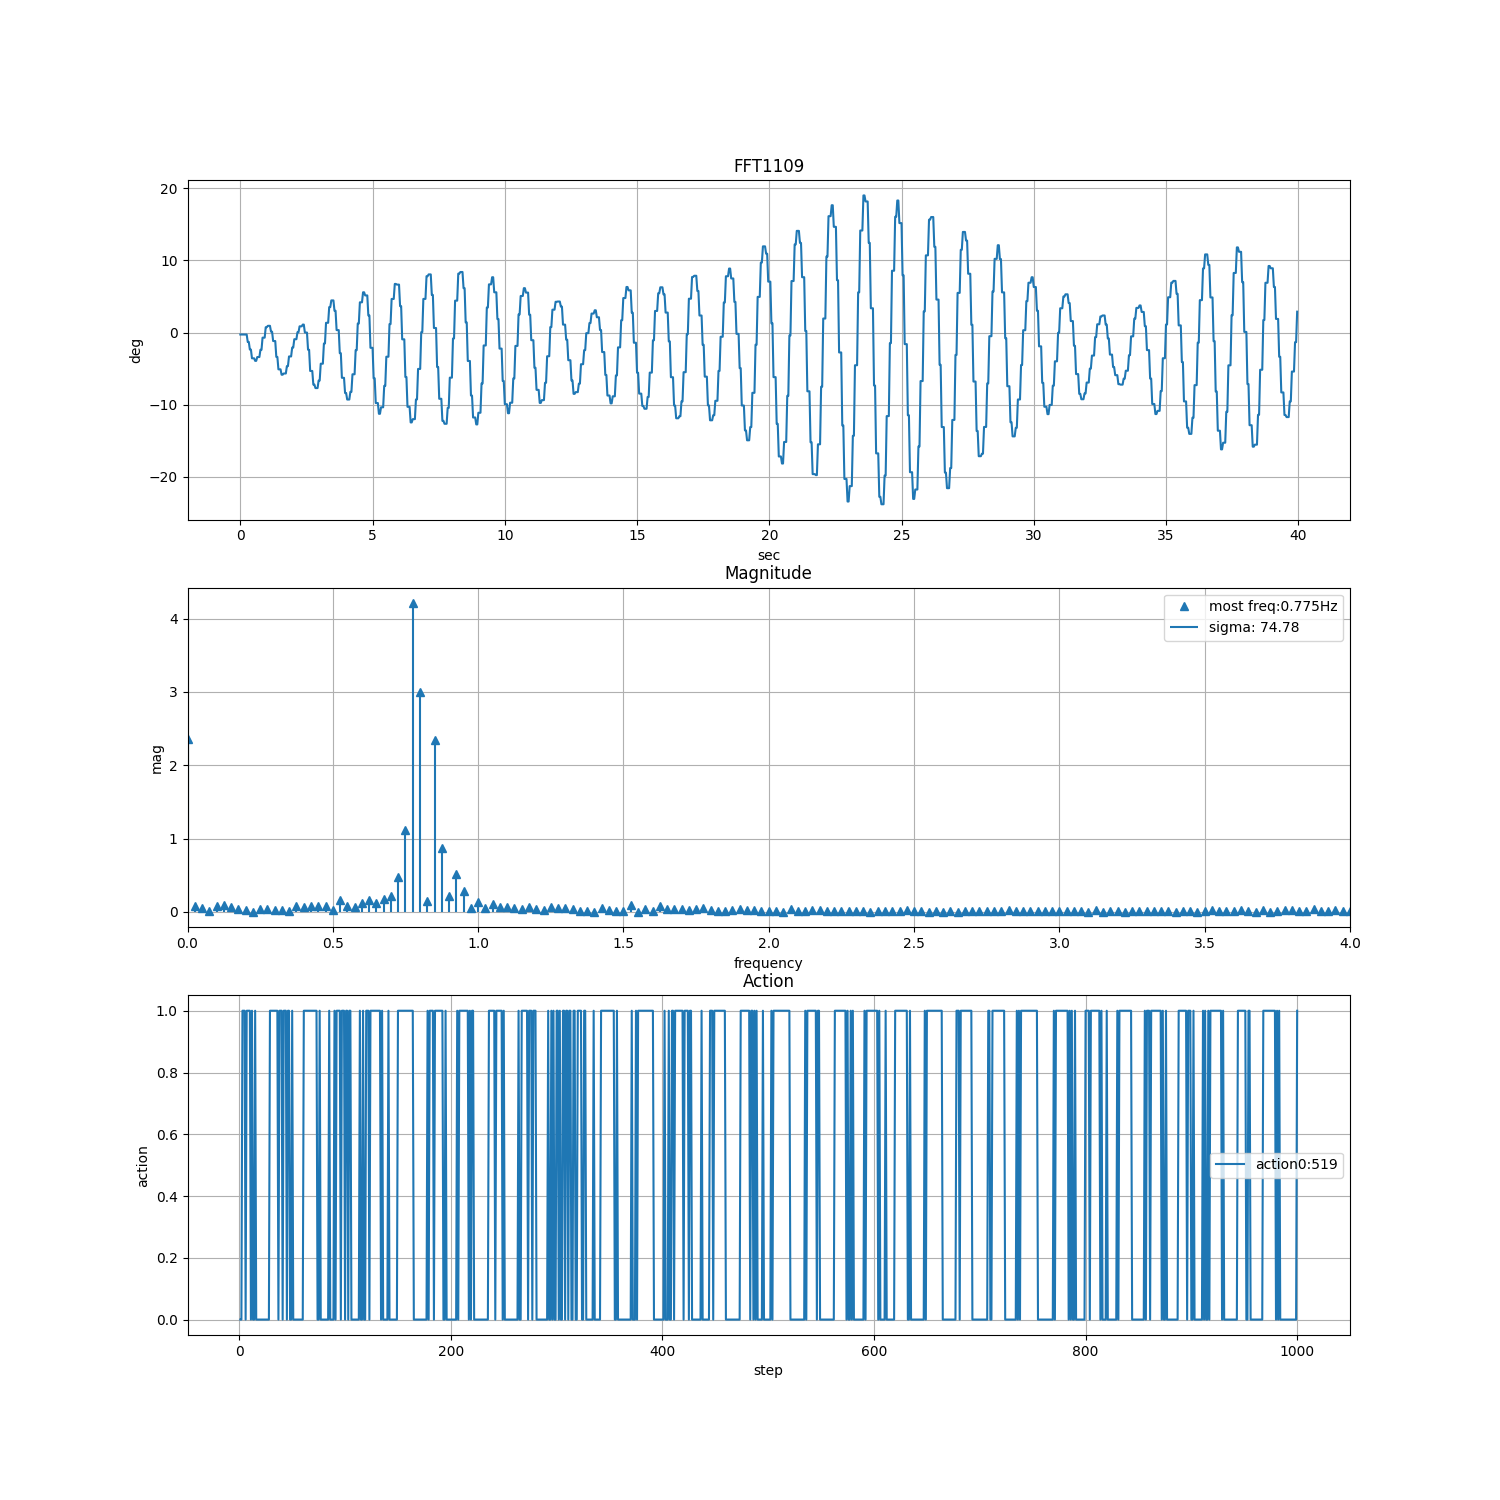 FFT1109
20
10
0
−10
−20
deg
0 5 10 15 20 25 30 35 40
sec
Magnitude
most freq:0.775Hz
sigma: 74.78
4
3
2
1
0
mag
0.0 0.5 1.0 1.5 2.0 2.5 3.0 3.5 4.0
frequency
Action
1.0
0.8
0.6
0.4
0.2
0.0
action
action0:519
0 200 400 600 800 1000
step